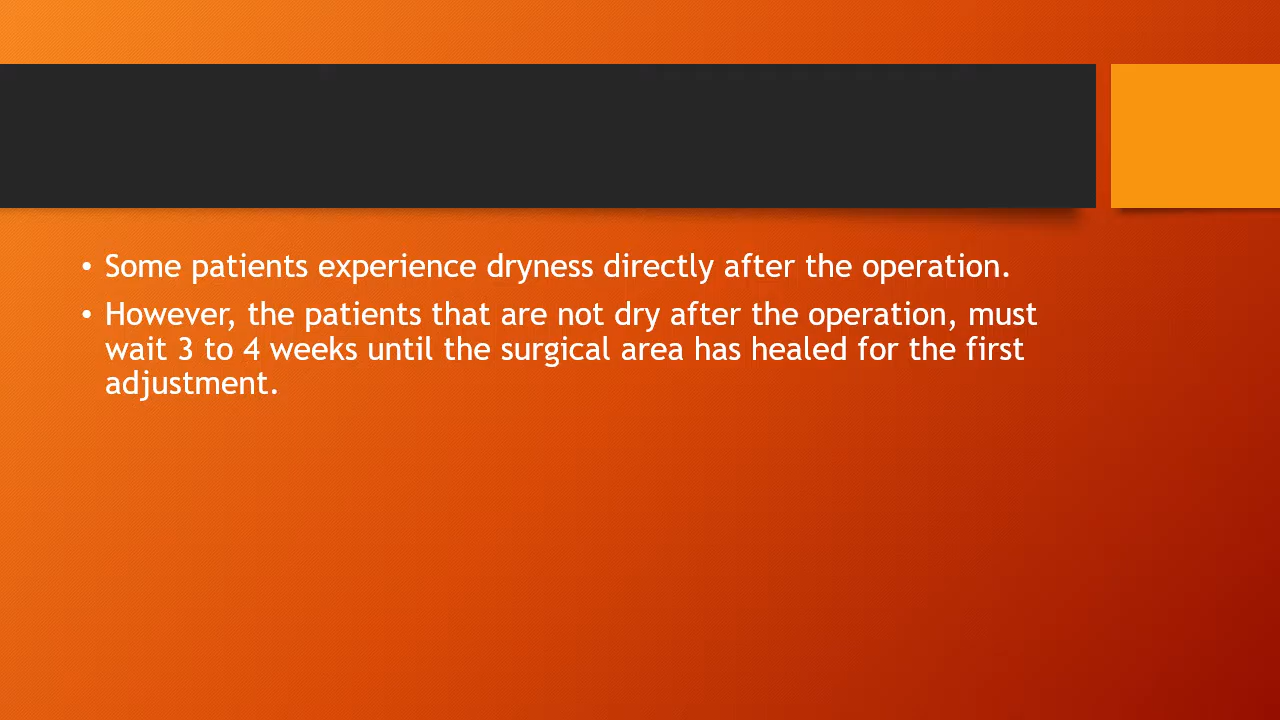 • Some patients experience dryness directly after the operation.
• However, the patients that are not dry after the operation, must
wait 3 to 4 weeks until the surgical area has healed for the first
adjustment.